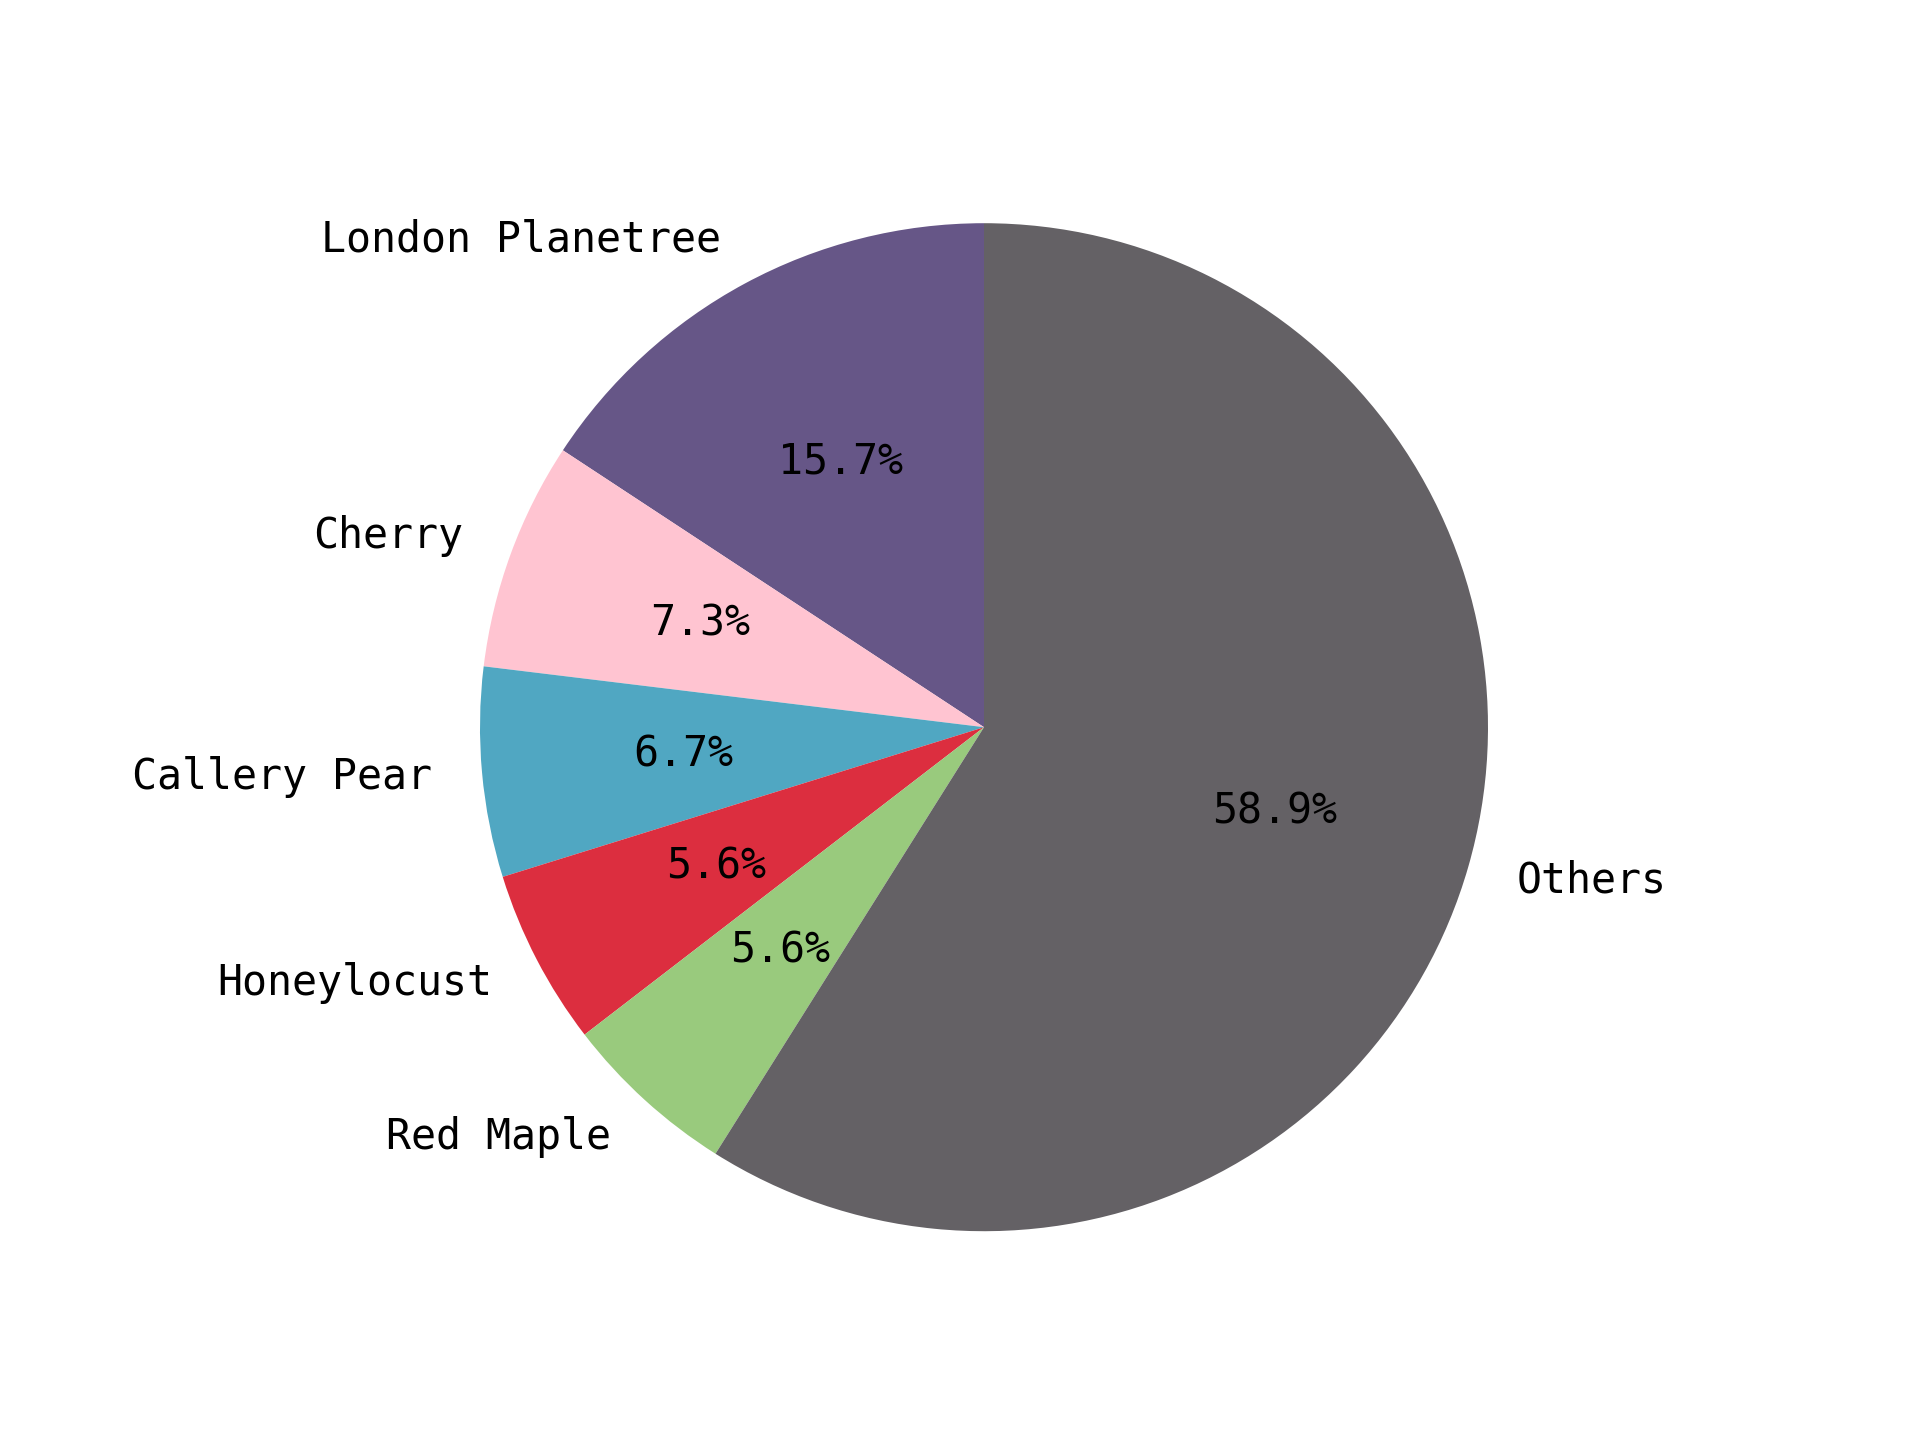 London Planetree
15.7%
Cherry
7.3%
Callery Pear
6.7%
58.9%
Others
5.6%
Honeylocust
5.6%
Red Maple